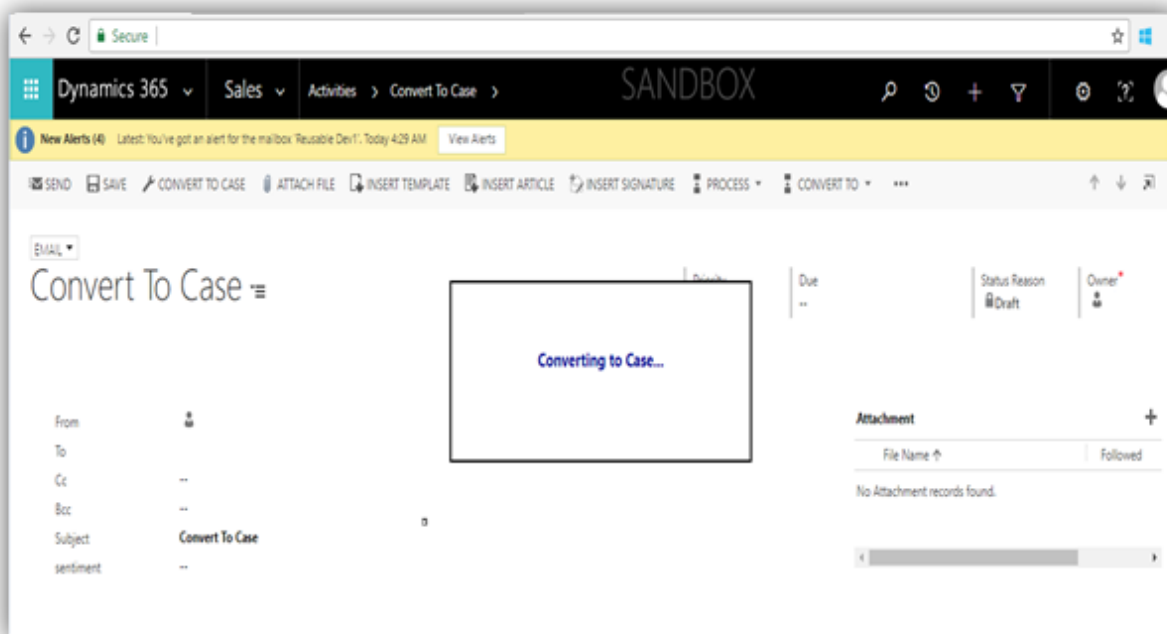 Secure
Dynamics 365 Sales Activities > Convert To Case > SANDBOX
New Alerts (4) Latest: You've got an alert for the mailbox 'Reusable Dev1'. Today 4:29 AM View Alerts
SEND SAVE CONVERT TO CASE ATTACH FILE INSERT TEMPLATE INSERT ARTICLE INSERT SIGNATURE PROCESS CONVERT TO ...
EMAIL
Convert To Case
Due
--
Status Reason
Draft
Owner*
Converting to Case...
From
To
Cc --
Bcc --
Subject Convert To Case
sentiment --
Attachment
File Name Followed
No Attachment records found.